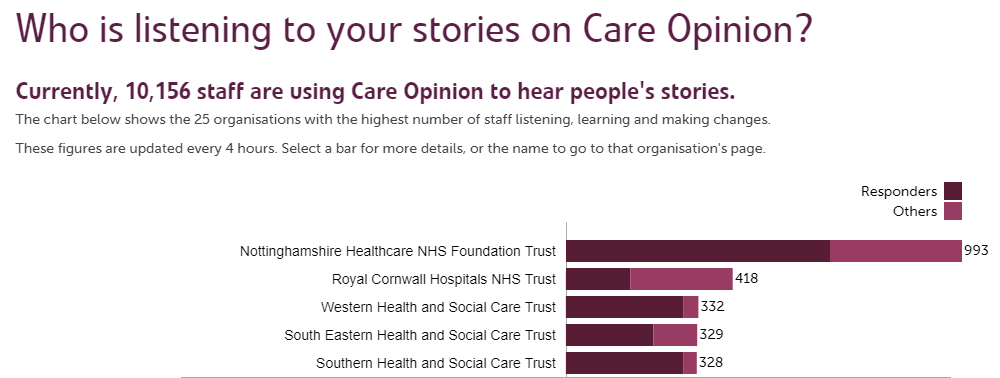 Who is listening to your stories on Care Opinion?
Currently, 10,156 staff are using Care Opinion to hear people's stories.
The chart below shows the 25 organisations with the highest number of staff listening, learning and making changes.
These figures are updated every 4 hours. Select a bar for more details, or the name to go to that organisation's page.
Responders
Others
Nottinghamshire Healthcare NHS Foundation Trust 993
Royal Cornwall Hospitals NHS Trust 418
Western Health and Social Care Trust 332
South Eastern Health and Social Care Trust 329
Southern Health and Social Care Trust 328